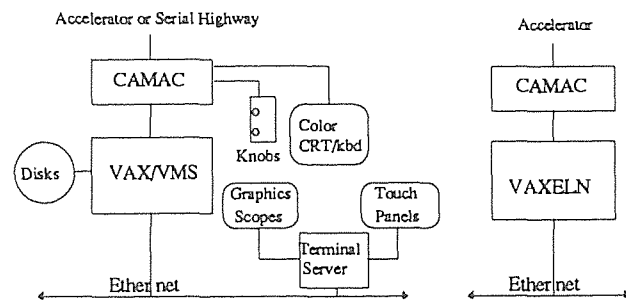 Accelerator or Serial Highway
Accelerator
CAMAC
CAMAC
Color
CRT/kbd
Knobs
Disks
VAX/VMS
VAXELN
Graphics
Scopes
Touch
Panels
Terminal
Server
Ethernet
Ethernet